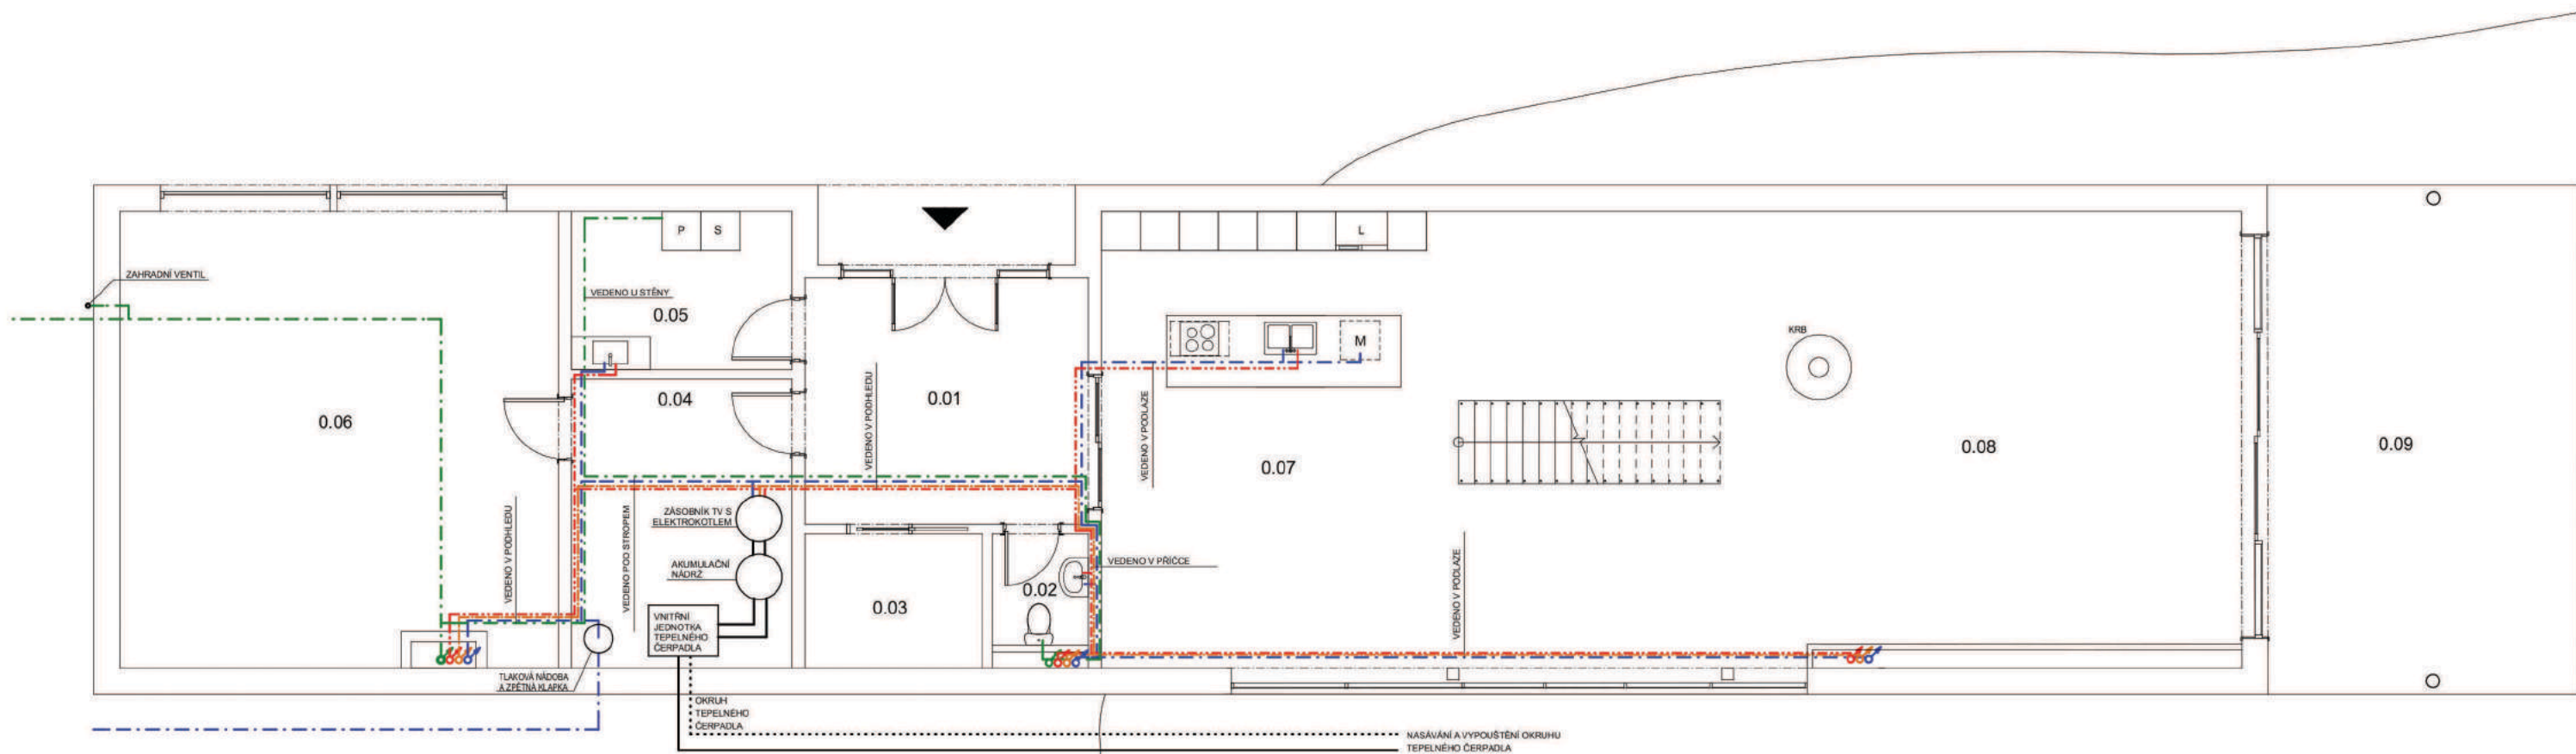 P
S
L
ZAHRADNÍ VENTIL
VEDENO U STĚNY
0.05
KRB
M
0.04
0.01
VEDENO V PODHLEDU
VEDENO V PODLAZE
0.06
0.07
0.08
0.09
VEDENO V PODHLEDU
VEDENO POD STROPEM
ZÁSOBNÍK TV S
ELEKTROKOTLEM
AKUMULAČNÍ
NÁDRŽ
VEDENO V PŘÍČCE
VEDENO V PODLAZE
0.02
0.03
VNITŘNÍ
JEDNOTKA
TEPELNÉHO
ČERPADLA
TLAKOVÁ NÁDOBA
A ZPĚTNÁ KLAPKA
OKRUH
TEPELNÉHO
ČERPADLA
NASÁVÁNÍ A VYPOUŠTĚNÍ OKRUHU
TEPELNÉHO ČERPADLA